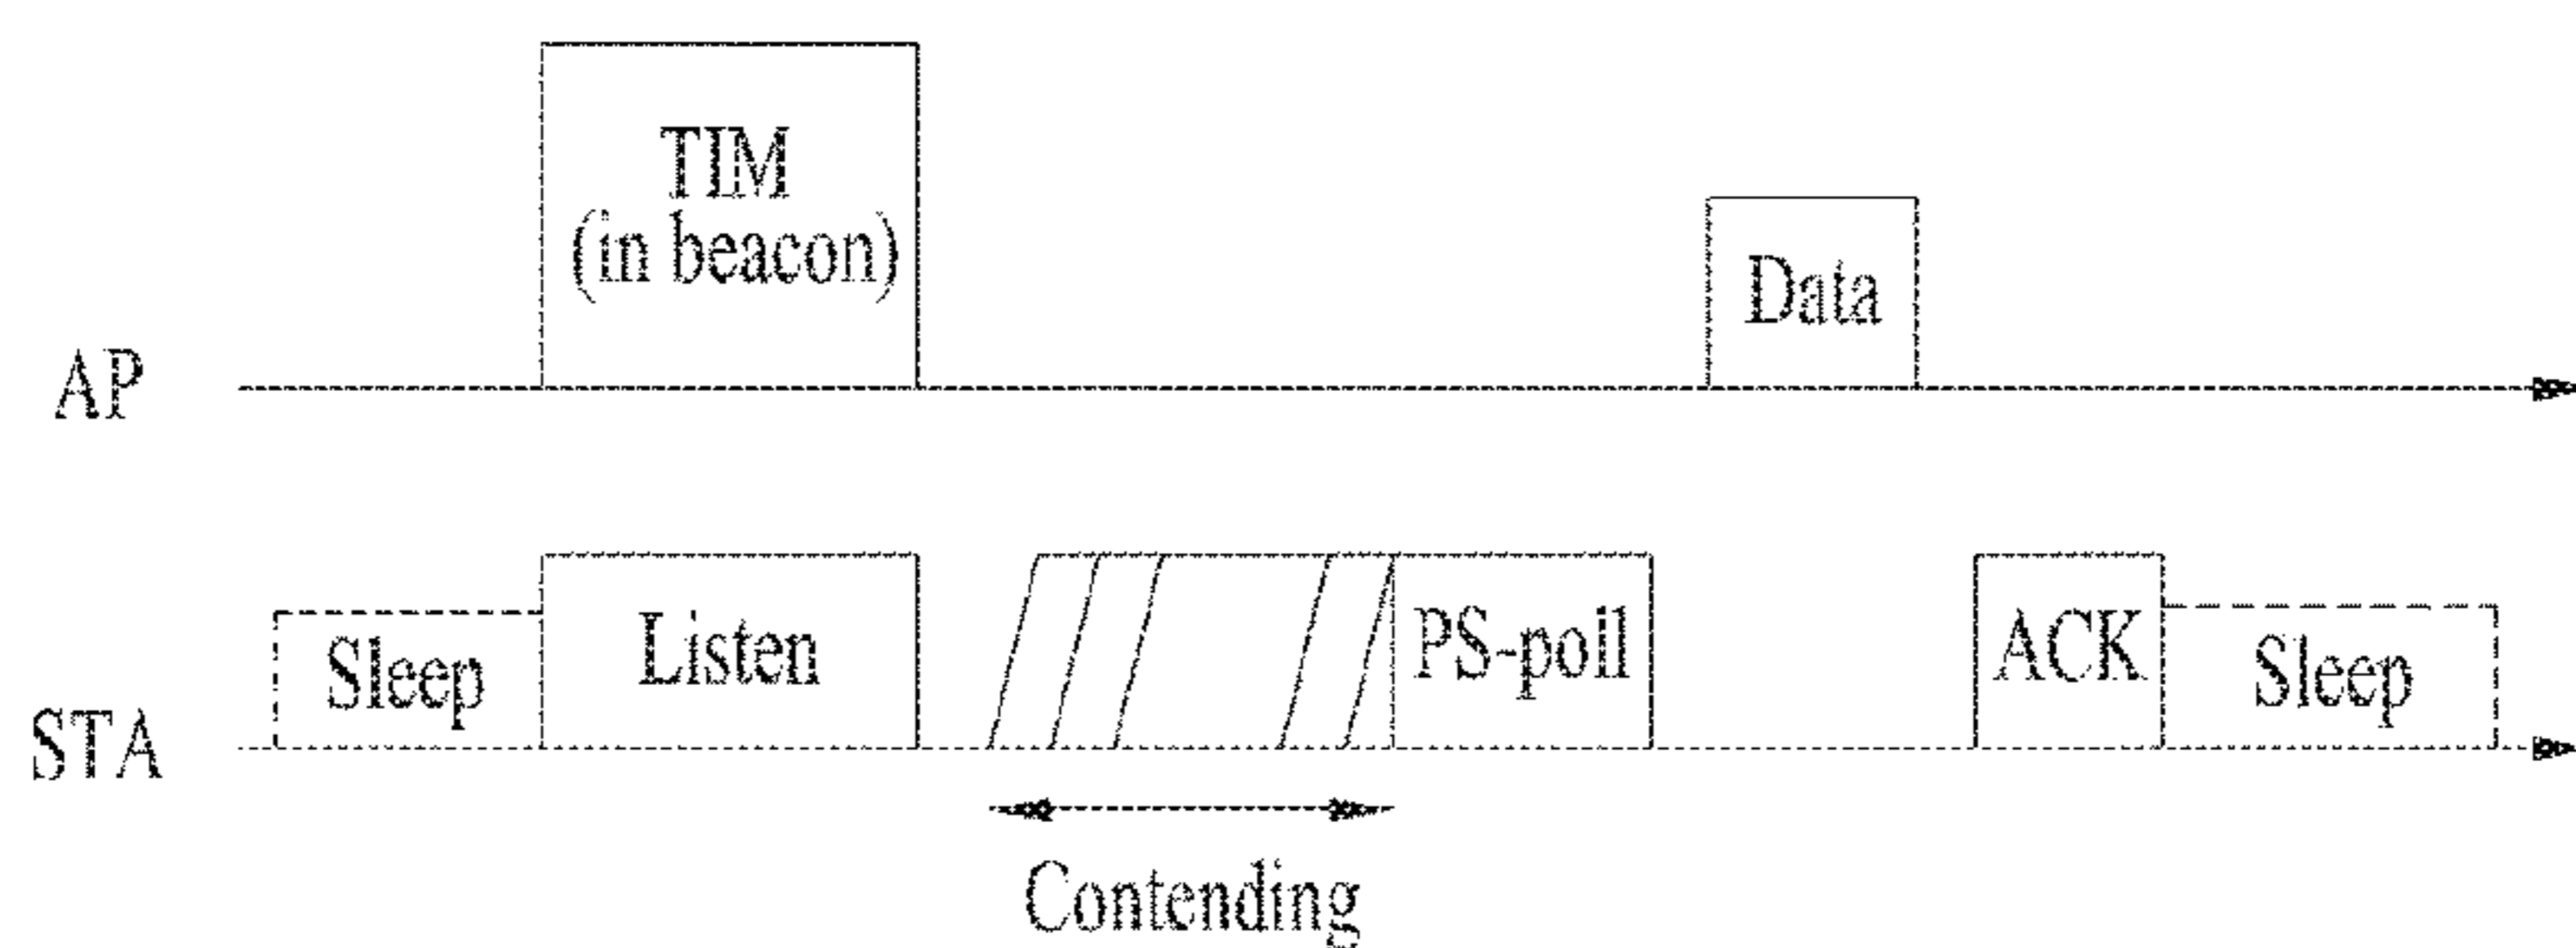 TIM
(in beacon)
Data
AP
Sleep
Listen
PS-poll
ACK
Sleep
STA
Contending